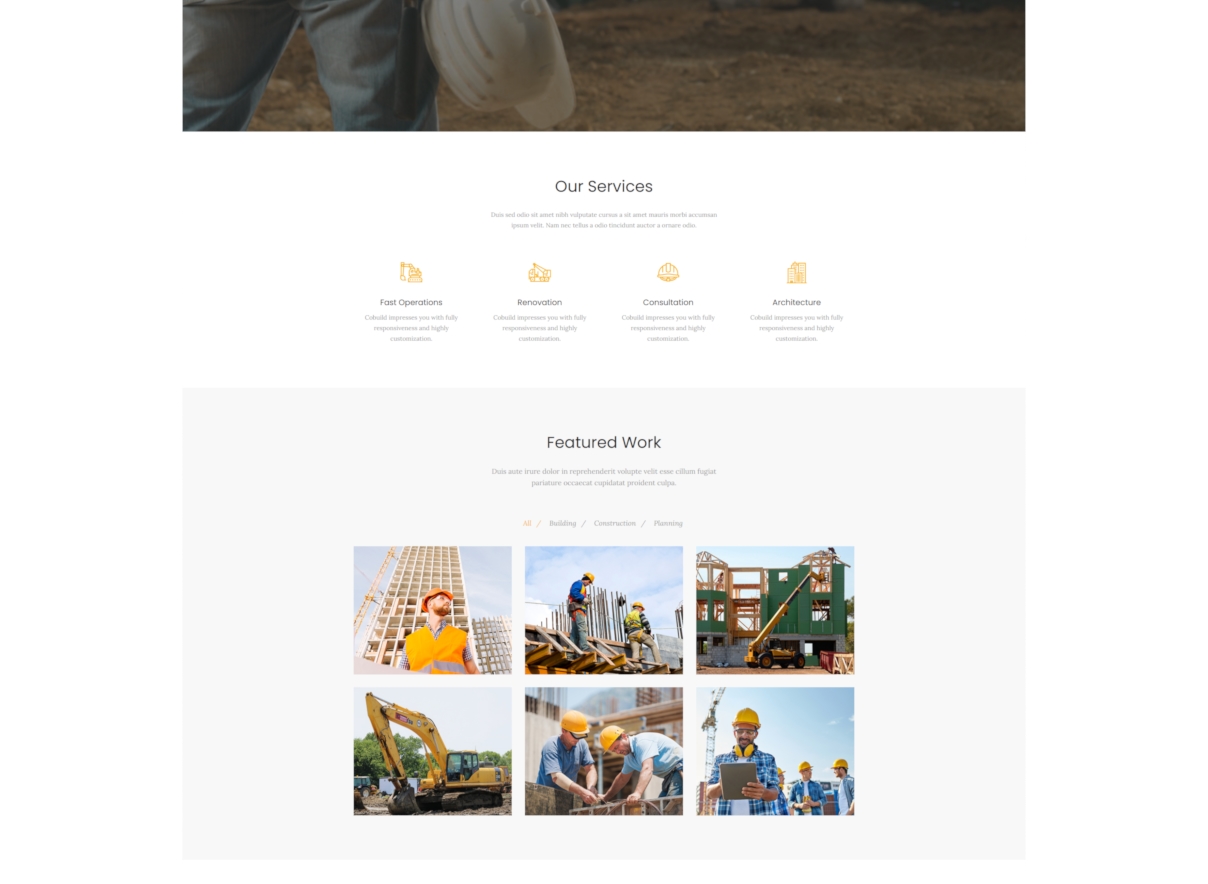 Our Services
Duis sed odio sit amet nibh vulputate cursus a sit amet mauris morbi accumsan
ipsum velit. Nam nec tellus a odio tincidunt auctor a ornare odio.
Fast Operations
Cobuild impresses you with fully
responsiveness and highly
customization.
Renovation
Cobuild impresses you with fully
responsiveness and highly
customization.
Consultation
Cobuild impresses you with fully
responsiveness and highly
customization.
Architecture
Cobuild impresses you with fully
responsiveness and highly
customization.
Featured Work
Duis aute irure dolor in reprehenderit volupte velit esse cillum fugiat
pariature occaecat cupidatat proident culpa.
All / Building / Construction / Planning